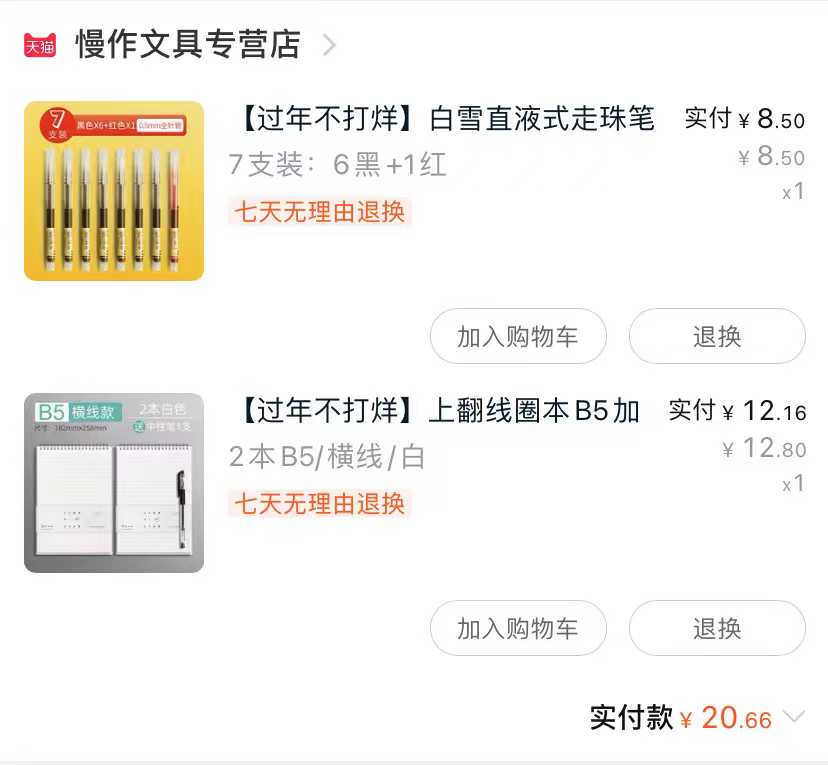 天猫 慢作文具专营店
7
支装
黑色X6+红色X1 0.5mm全针管
【过年不打烊】白雪直液式走珠笔 实付 ¥ 8.50
7支装：6黑+1红 ¥ 8.50
x1
七天无理由退换
加入购物车 退换
B5 横线款 2本白色
尺寸：182mmx258mm 送中性笔1支
【过年不打烊】上翻线圈本B5加 实付 ¥ 12.16
2本B5/横线/白 ¥ 12.80
x1
七天无理由退换
加入购物车 退换
实付款 ¥ 20.66